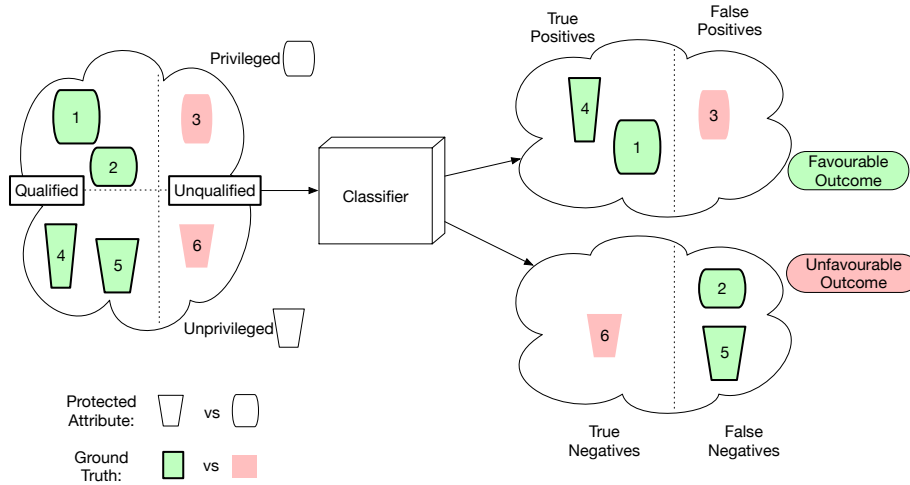 True
Positives
False
Positives
Privileged
1
3
2
Qualified
Unqualified
4
5
6
Classifier
4
1
3
Favourable
Outcome
Unfavourable
Outcome
2
6
5
Unprivileged
Protected
Attribute:
vs
True
Negatives
False
Negatives
Ground
Truth:
vs